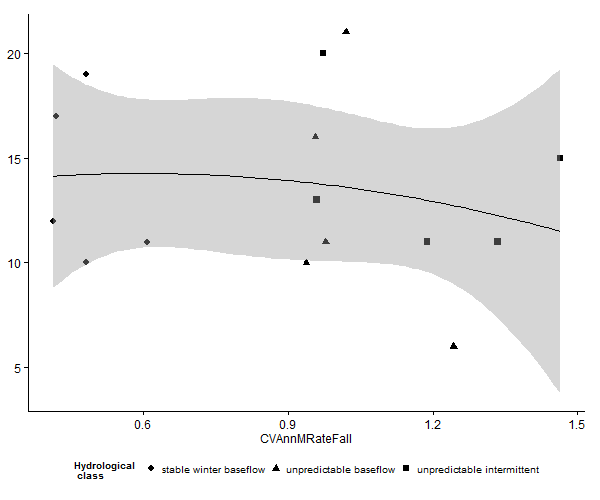 20
15
10
5
0.6 0.9 1.2 1.5
CVAnnMRateFall
Hydrological
class
stable winter baseflow unpredictable baseflow unpredictable intermittent